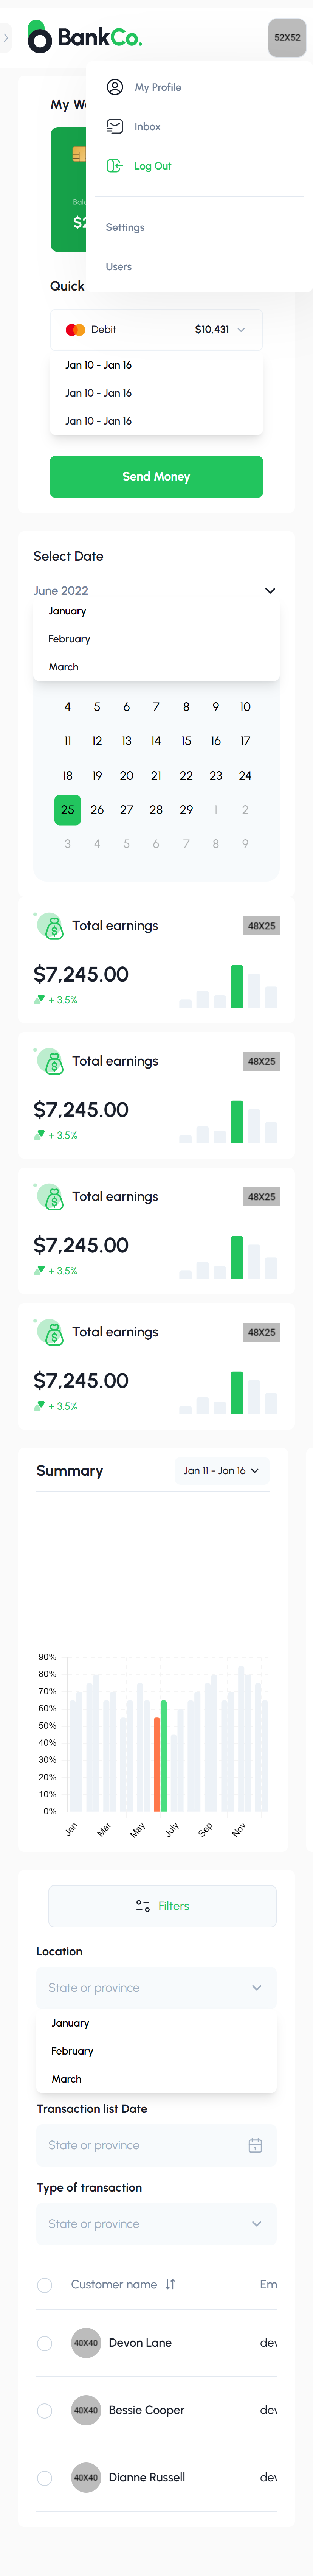 BankCo.
52X52
My Profile
Inbox
Log Out
Settings
Users
My W
Bala
$2
Quick
Debit $10,431
Jan 10 - Jan 16
Jan 10 - Jan 16
Jan 10 - Jan 16
Send Money
Select Date
June 2022
January
February
March
4 5 6 7 8 9 10
11 12 13 14 15 16 17
18 19 20 21 22 23 24
25 26 27 28 29 1 2
3 4 5 6 7 8 9
Total earnings 48X25
$7,245.00
+ 3.5%
Total earnings 48X25
$7,245.00
+ 3.5%
Total earnings 48X25
$7,245.00
+ 3.5%
Total earnings 48X25
$7,245.00
+ 3.5%
Summary Jan 11 - Jan 16
90%
80%
70%
60%
50%
40%
30%
20%
10%
0%
Jan Mar May July Sep Nov
Filters
Location
State or province
January
February
March
Transaction list Date
State or province
Type of transaction
State or province
Customer name Em
40X40 Devon Lane dev
40X40 Bessie Cooper dev
40X40 Dianne Russell dev